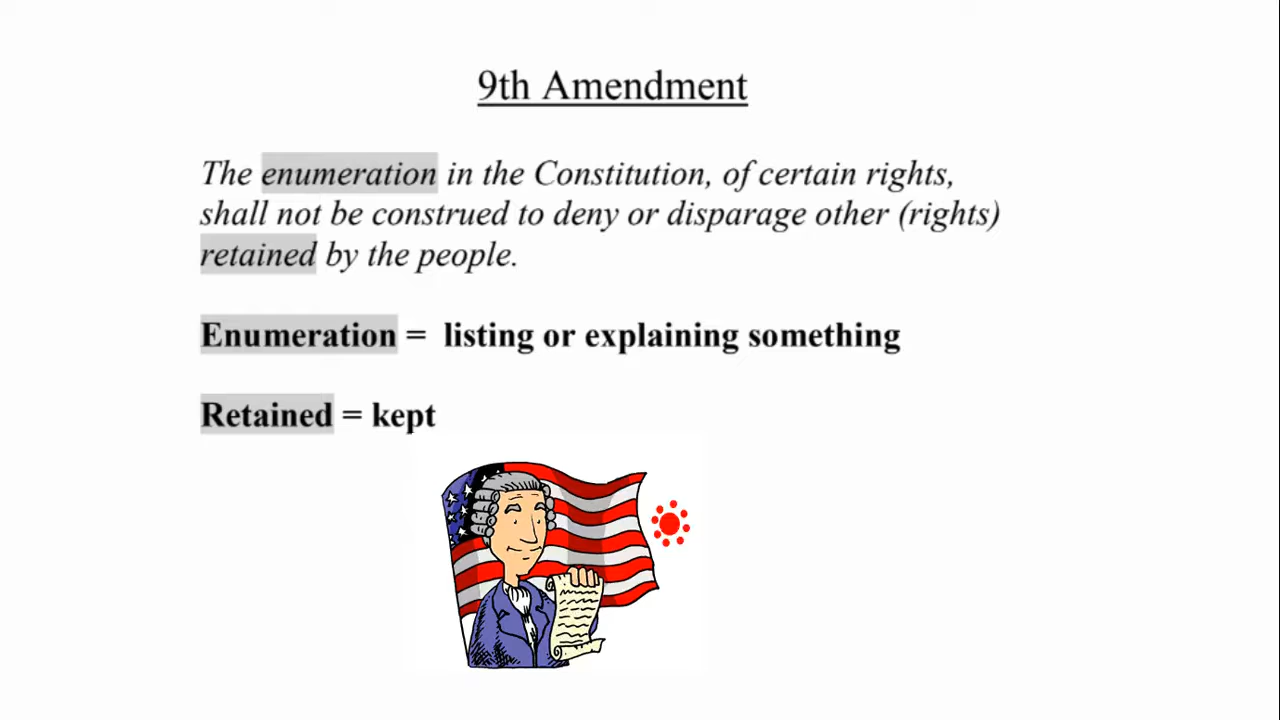 9th Amendment
The enumeration in the Constitution, of certain rights,
shall not be construed to deny or disparage other (rights)
retained by the people.
Enumeration = listing or explaining something
Retained = kept